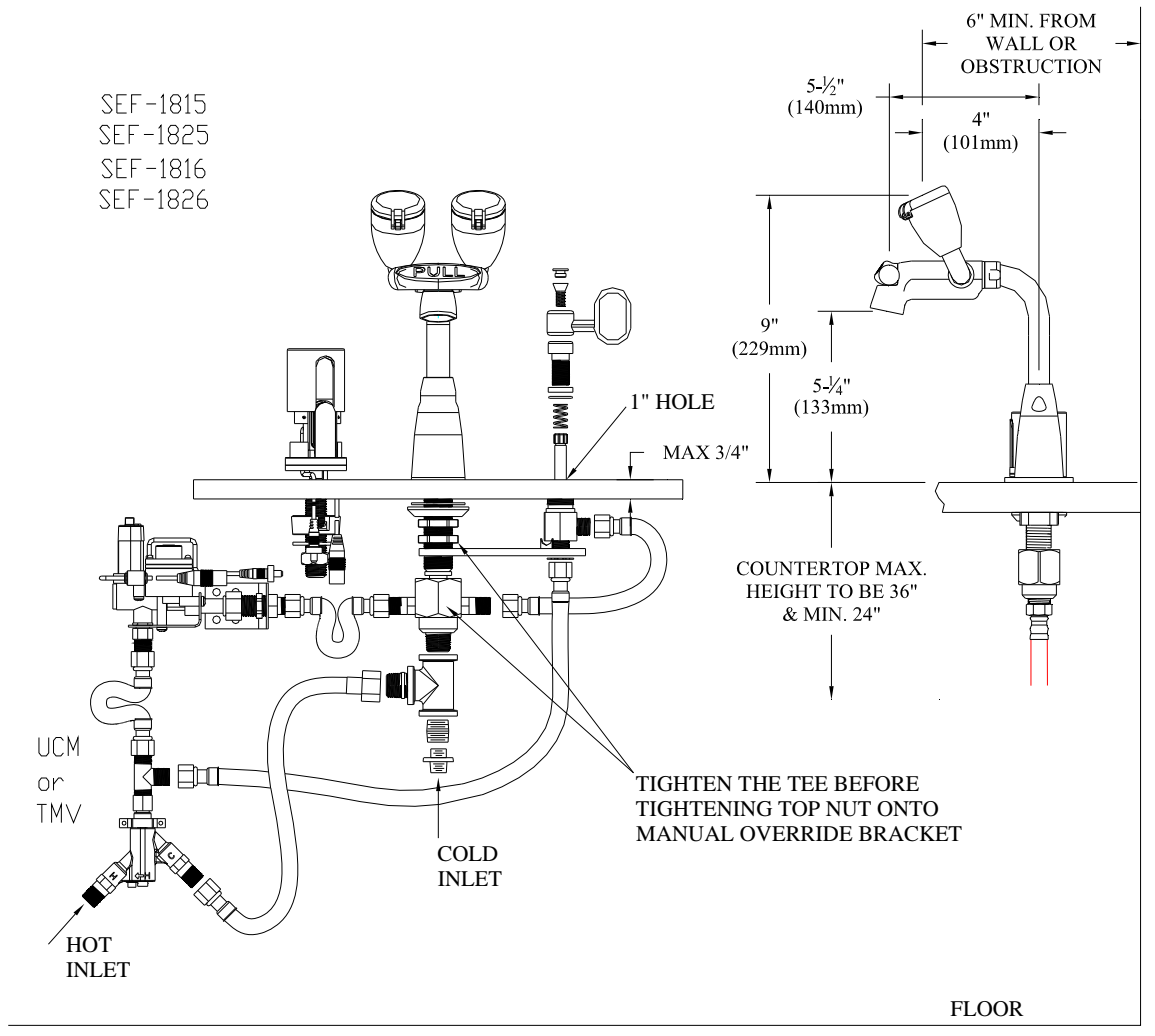 6" MIN. FROM
WALL OR
OBSTRUCTION
5-½"
(140mm)
4"
(101mm)
SEF-1815
SEF-1825
SEF-1816
SEF-1826
PULL
9"
(229mm)
5-¼"
(133mm)
1" HOLE
MAX 3/4"
COUNTERTOP MAX.
HEIGHT TO BE 36"
& MIN. 24"
UCM
or
TMV
TIGHTEN THE TEE BEFORE
TIGHTENING TOP NUT ONTO
MANUAL OVERRIDE BRACKET
COLD
INLET
H
C
HOT
INLET
FLOOR